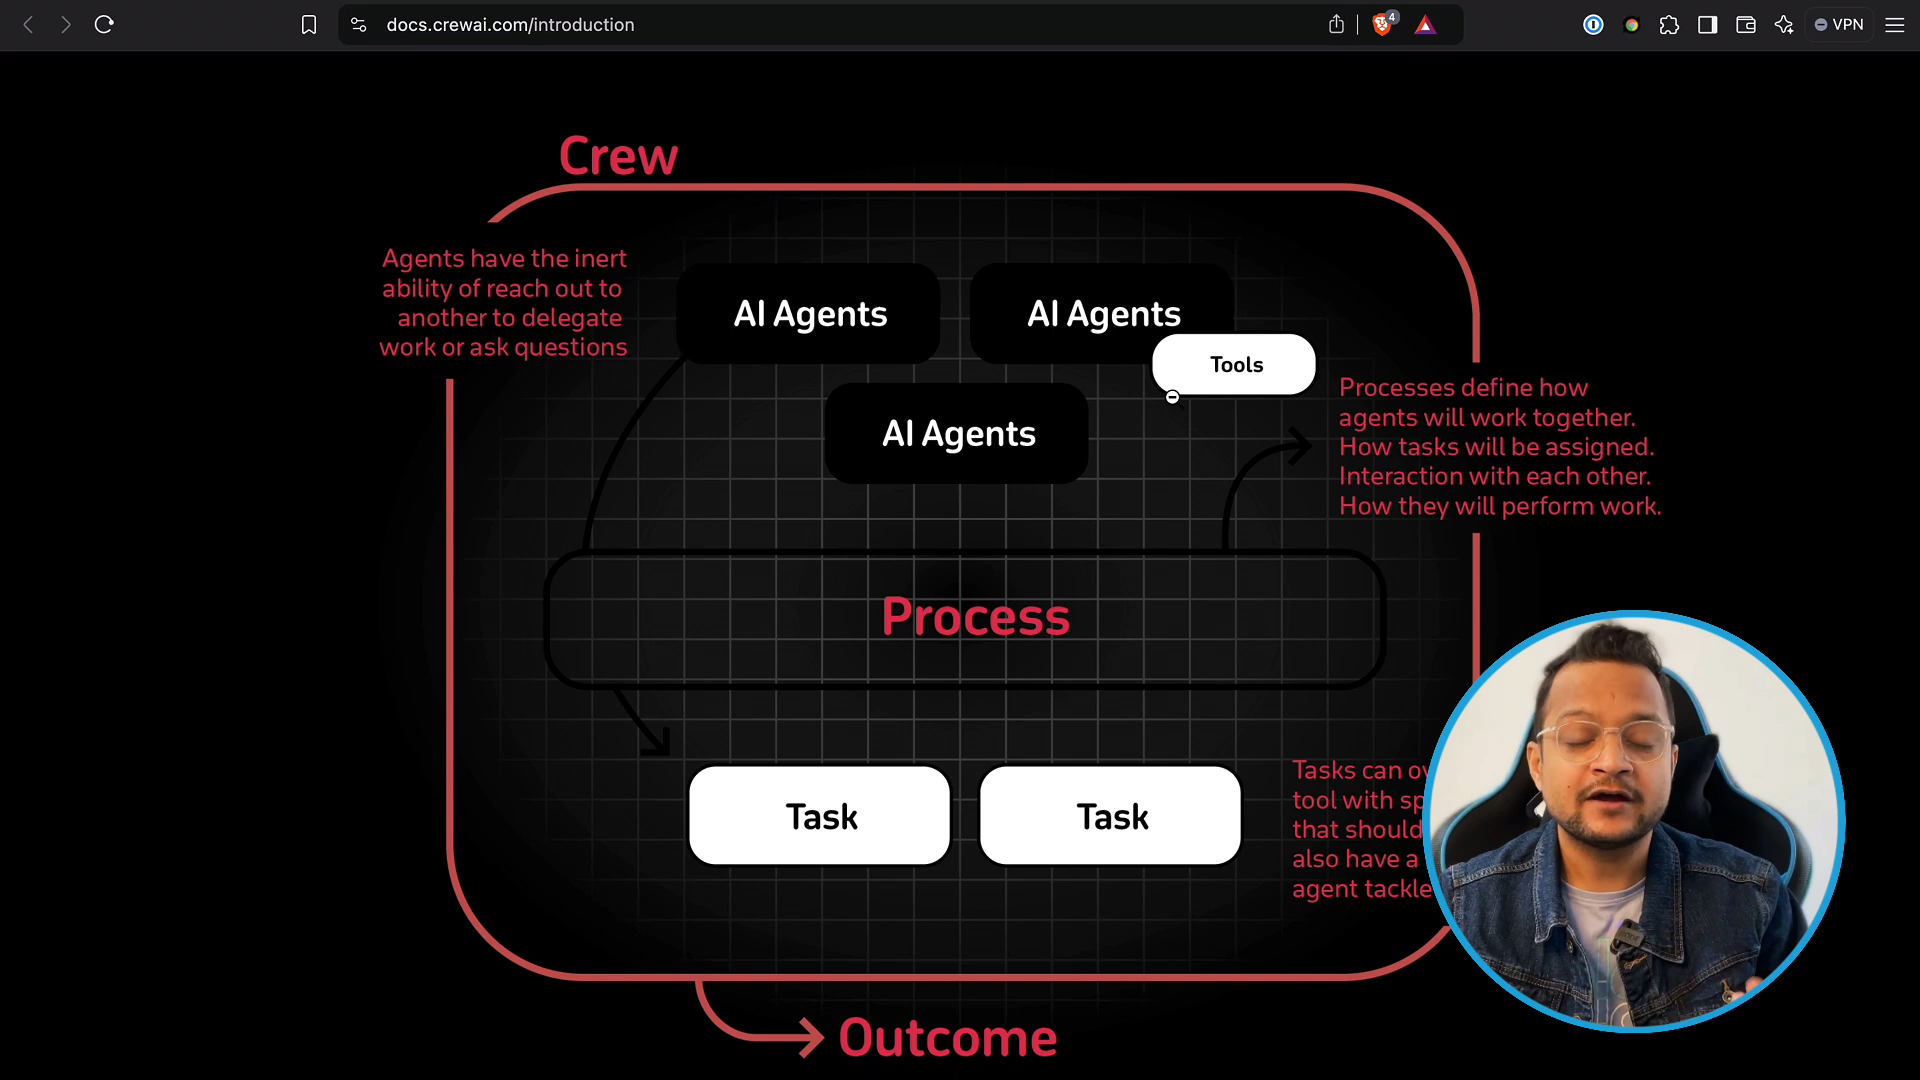 docs.crewai.com/introduction
4
VPN
Crew
Agents have the inert
ability of reach out to
another to delegate
work or ask questions
AI Agents
AI Agents
Tools
AI Agents
Processes define how
agents will work together.
How tasks will be assigned.
Interaction with each other.
How they will perform work.
Process
Task
Task
Tasks can
tool with
that should
also have a
agent tackle
Outcome